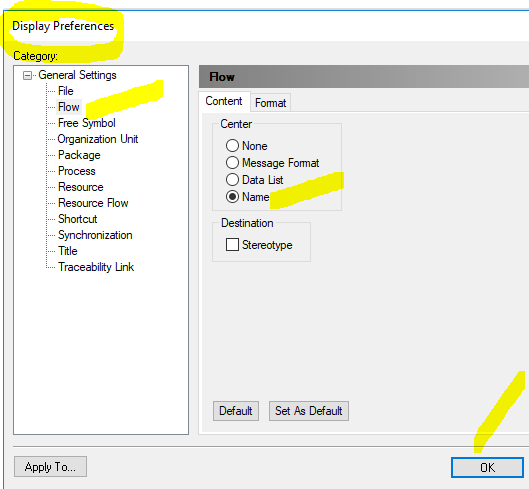 Display Preferences
Category:
General Settings
File
Flow
Free Symbol
Organization Unit
Package
Process
Resource
Resource Flow
Shortcut
Synchronization
Title
Traceability Link
Flow
Content Format
Center
None
Message Format
Data List
Name
Destination
Stereotype
Default Set As Default
Apply To... OK